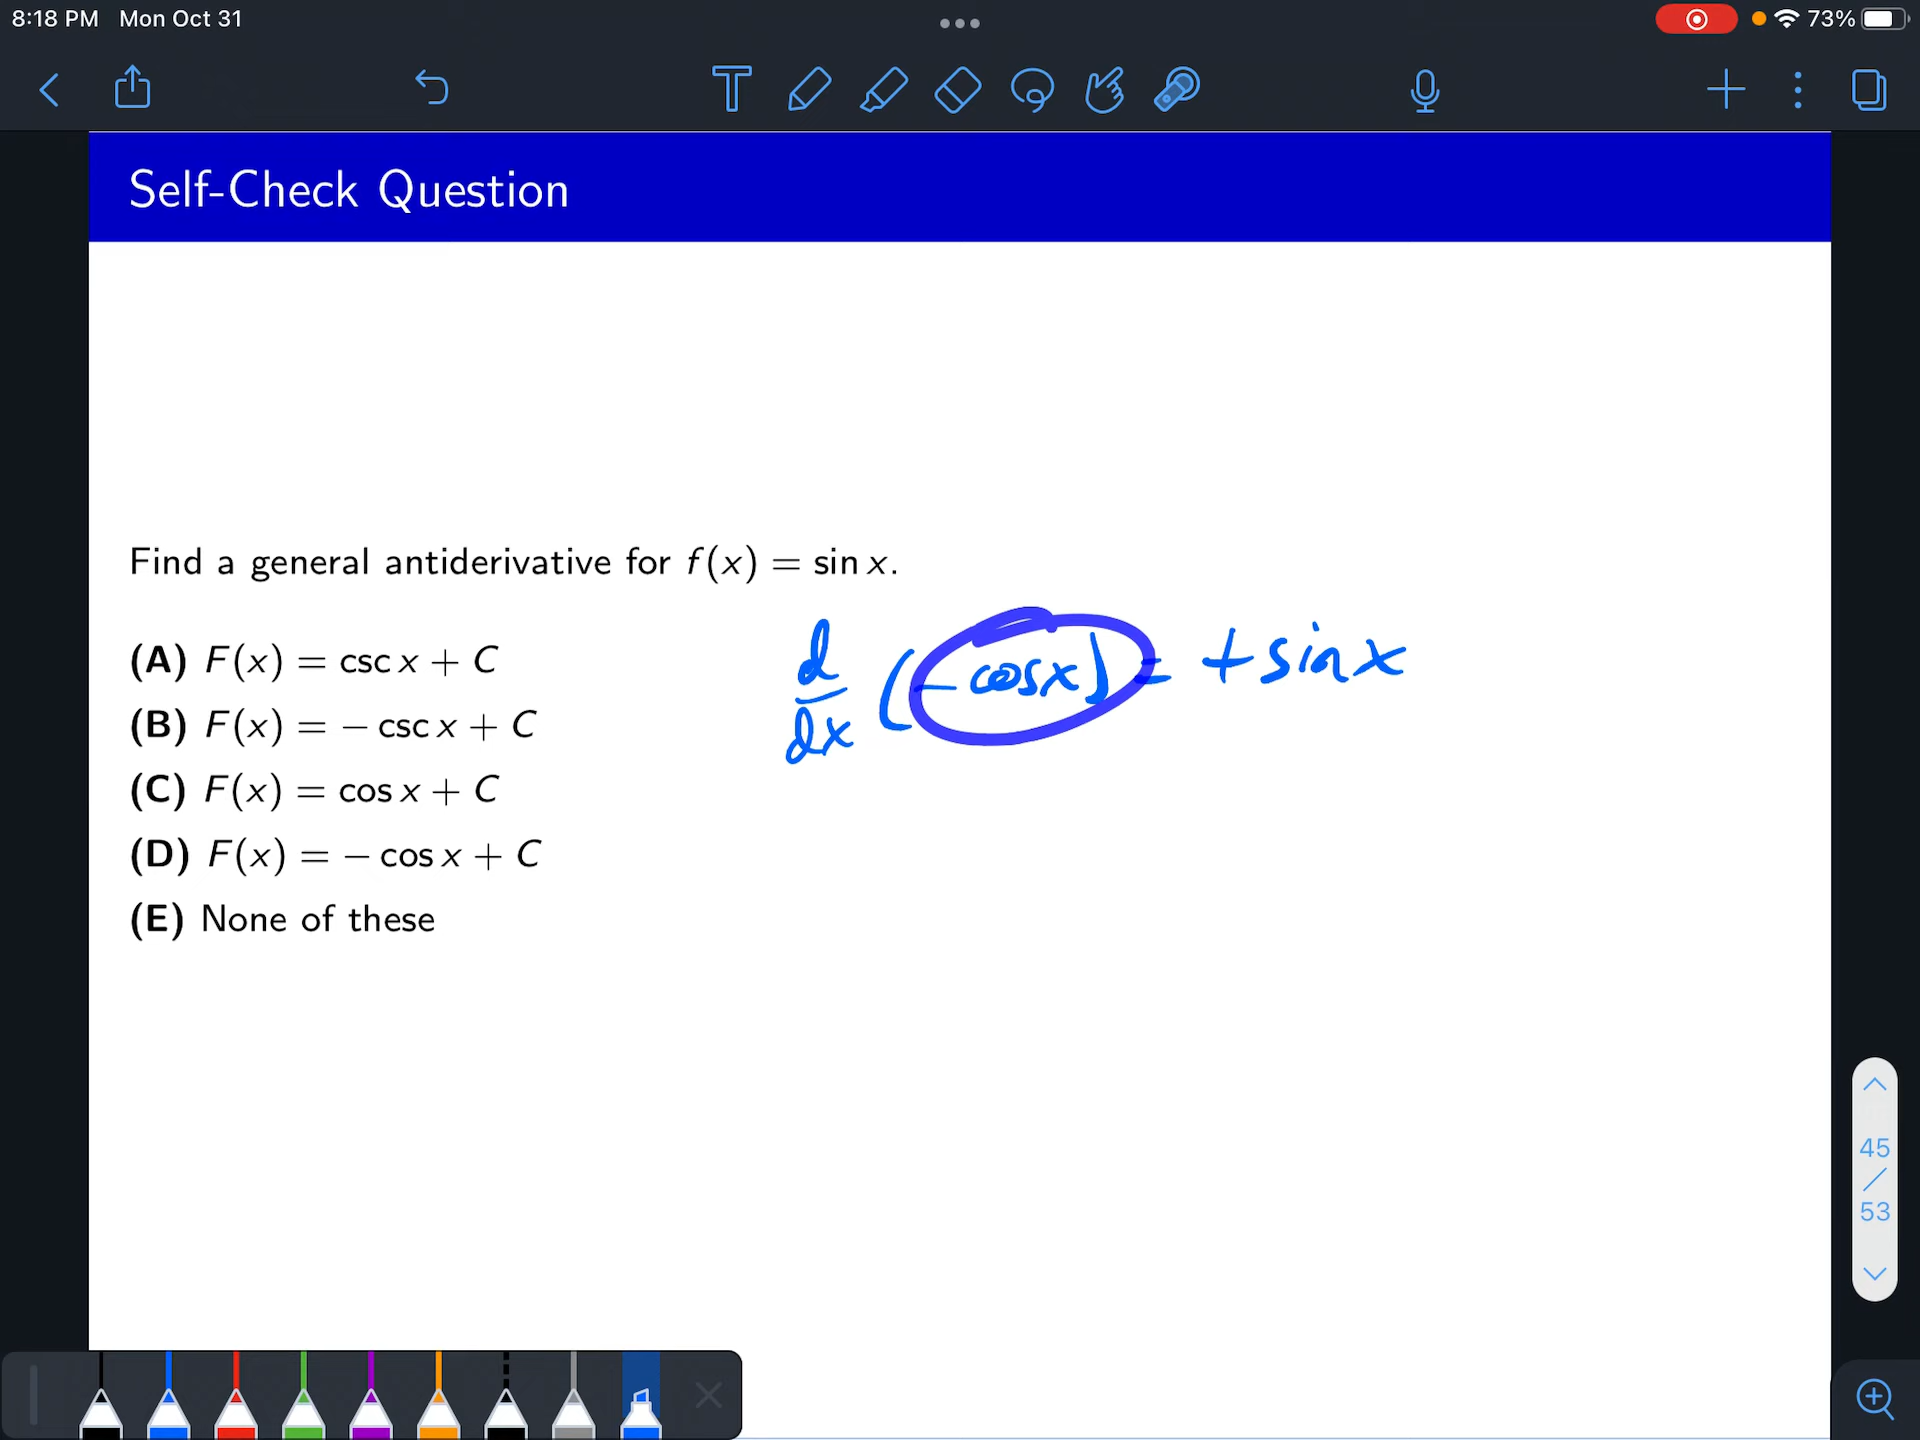 8:18 PM Mon Oct 31
73%
Self-Check Question
Find a general antiderivative for f(x) = sin x.
(A) F(x) = csc x + C
(B) F(x) = − csc x + C
(C) F(x) = cos x + C
(D) F(x) = − cos x + C
(E) None of these
d/dx (− cos x) = + sin x
45
/
53